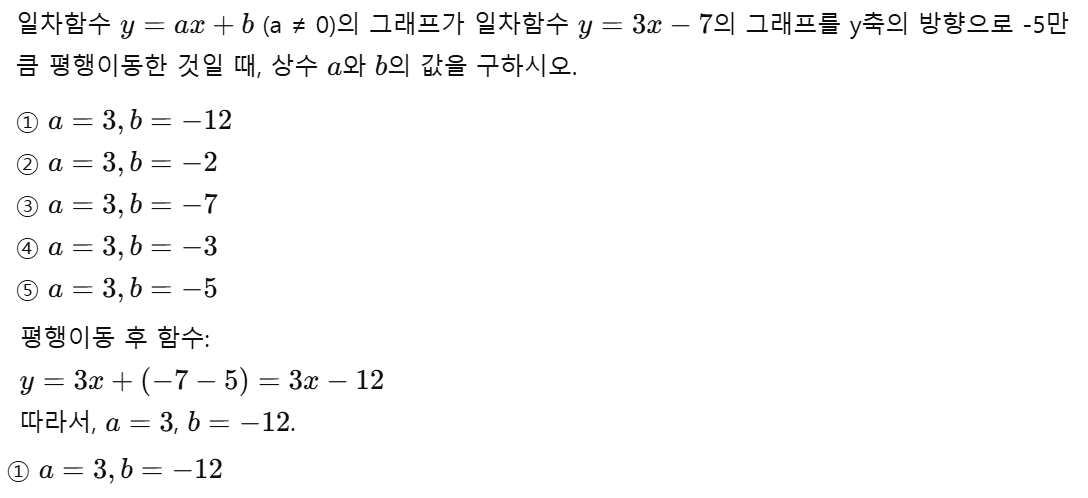 일차함수 y = ax + b (a ≠ 0)의 그래프가 일차함수 y = 3x − 7의 그래프를 y축의 방향으로 -5만
큼 평행이동한 것일 때, 상수 a와 b의 값을 구하시오.
① a = 3, b = −12
② a = 3, b = −2
③ a = 3, b = −7
④ a = 3, b = −3
⑤ a = 3, b = −5
평행이동 후 함수:
y = 3x + (−7 − 5) = 3x − 12
따라서, a = 3, b = −12.
① a = 3, b = −12